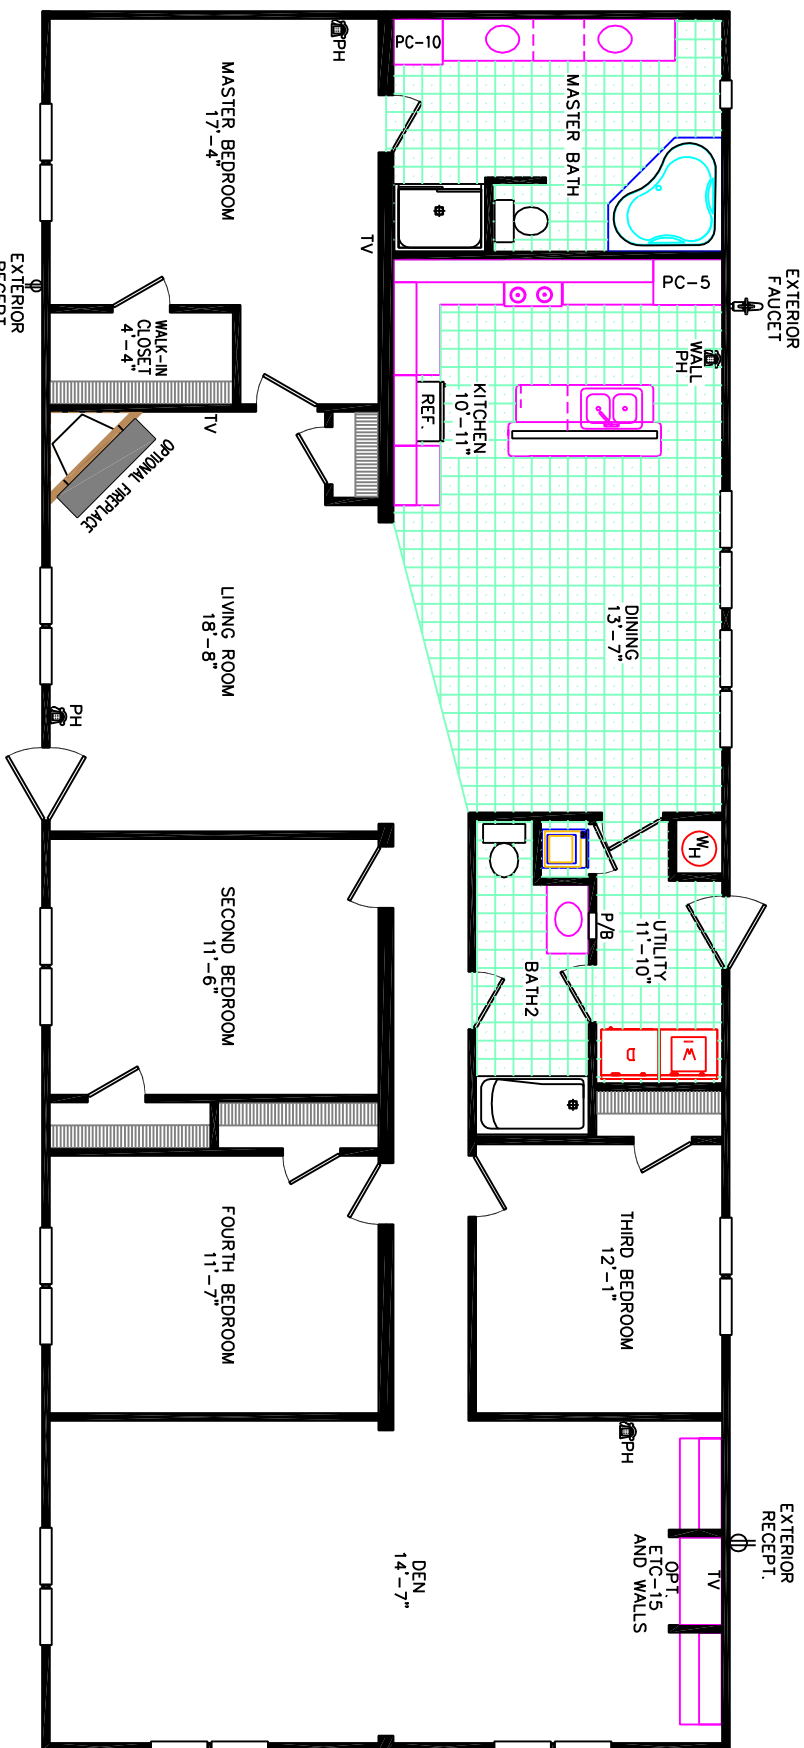 PC-10
MASTER BATH
PH
MASTER BEDROOM
17'-4"
TV
EXTERIOR
RECEPT.
WALK-IN
CLOSET
4'-4"
PC-5
EXTERIOR
FAUCET
WALL
PH
KITCHEN
10'-11"
REF.
TV
OPTIONAL FIREPLACE
LIVING ROOM
18'-8"
DINING
13'-7"
PH
WH
UTILITY
11'-10"
P/B
BATH2
W
D
SECOND BEDROOM
11'-6"
FOURTH BEDROOM
11'-7"
THIRD BEDROOM
12'-1"
PH
EXTERIOR
RECEPT.
TV
OPT.
ETC-15
AND WALLS
DEN
14'-7"